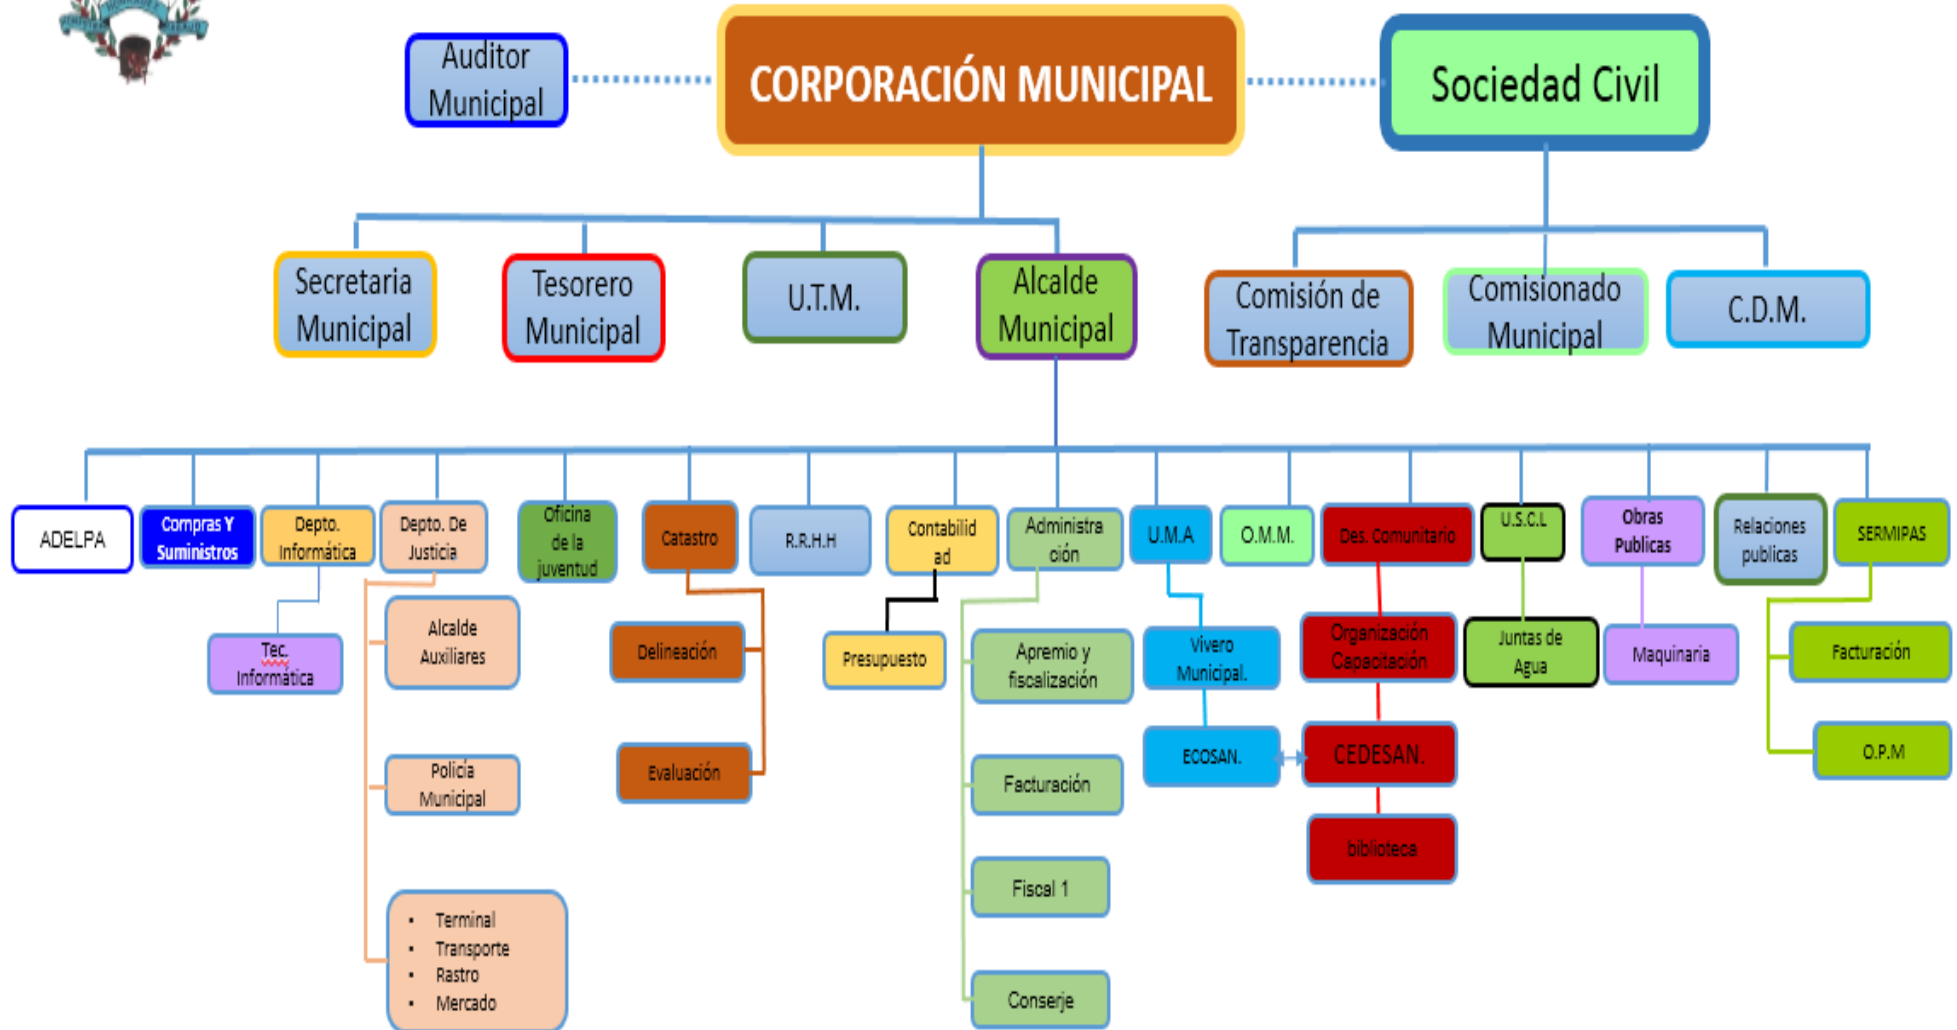 HONRADEZ
Auditor
Municipal
CORPORACIÓN MUNICIPAL
Sociedad Civil
Secretaria
Municipal
Tesorero
Municipal
U.T.M.
Alcalde
Municipal
Comisión de
Transparencia
Comisionado
Municipal
C.D.M.
ADELPA
Compras Y
Suministros
Depto.
Informática
Depto. De
Justicia
Oficina
de la
juventud
Catastro
R.R.H.H
Contabilid
ad
Administra
ción
U.M.A
O.M.M.
Des. Comunitario
U.S.C.L
Obras
Publicas
Relaciones
publicas
SERMIPAS
Tec.
Informática
Alcalde
Auxiliares
Policía
Municipal
▪ Terminal
▪ Transporte
▪ Rastro
▪ Mercado
Delineación
Evaluación
Presupuesto
Apremio y
fiscalización
Facturación
Fiscal 1
Conserje
Vivero
Municipal.
ECOSAN.
Organización
Capacitación
CEDESAN.
biblioteca
Juntas de
Agua
Maquinaria
Facturación
O.P.M